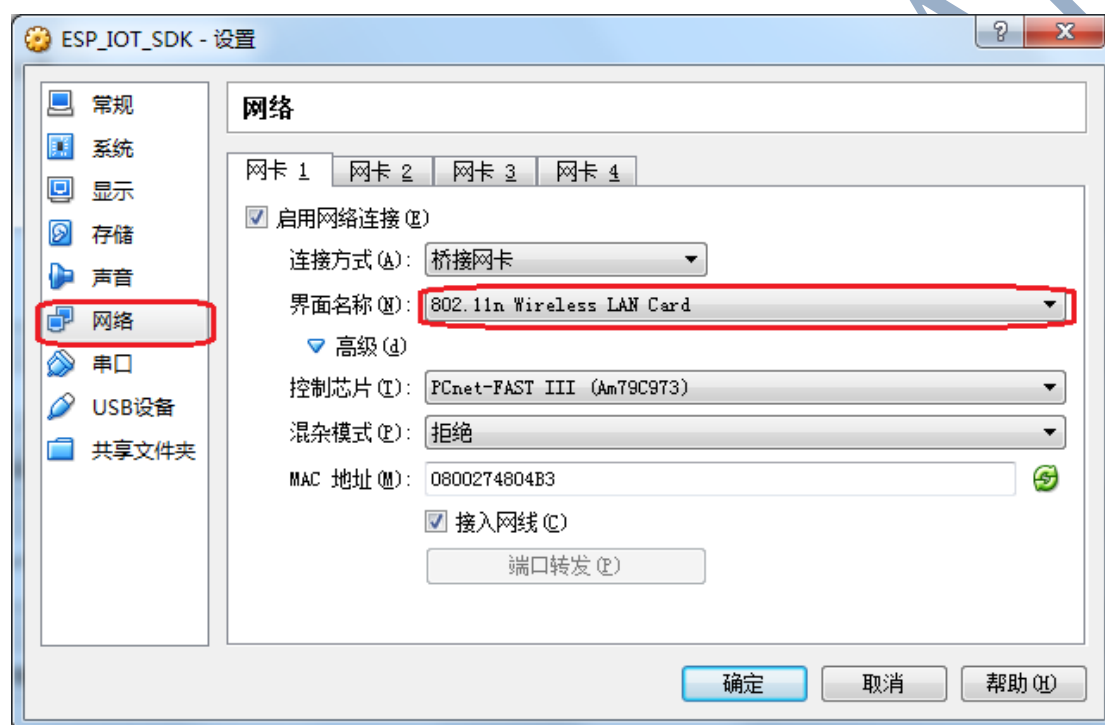 ESP_IOT_SDK - 设置
常规
系统
显示
存储
声音
网络
串口
USB设备
共享文件夹
网络
网卡 1 网卡 2 网卡 3 网卡 4
启用网络连接(E)
连接方式(A): 桥接网卡
界面名称(N): 802.11n Wireless LAN Card
高级(d)
控制芯片(T): PCnet-FAST III (Am79C973)
混杂模式(P): 拒绝
MAC 地址(M): 0800274804B3
接入网线(C)
端口转发(P)
确定 取消 帮助(H)